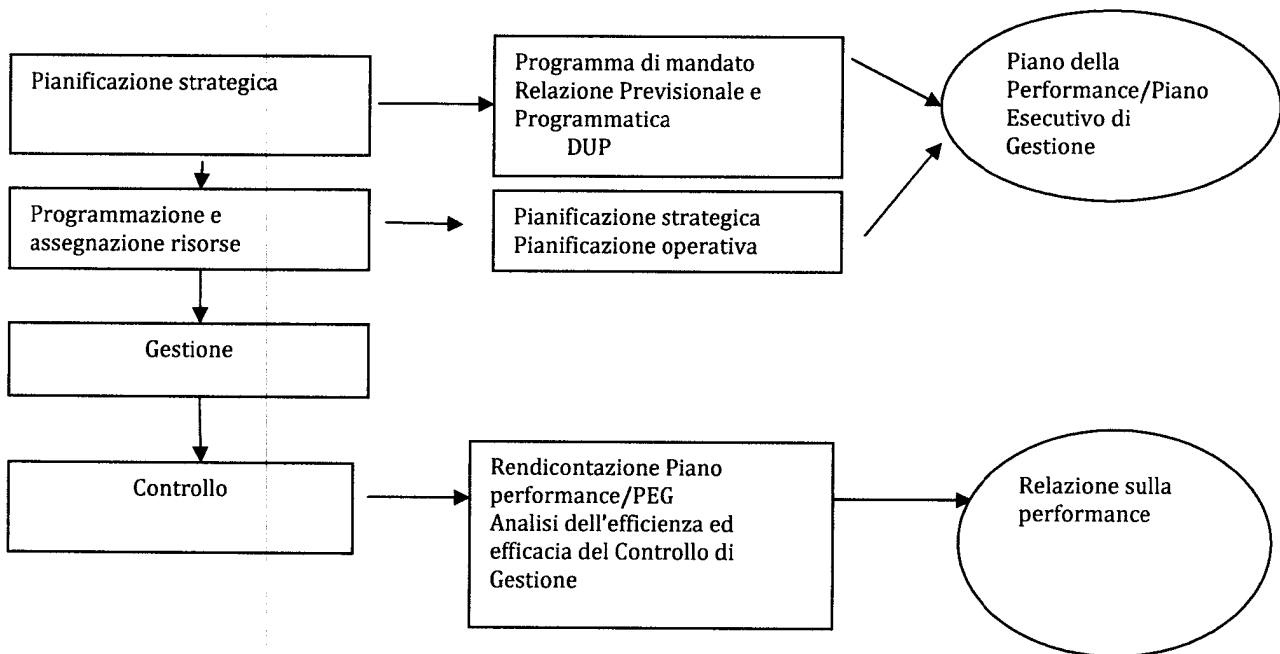 Pianificazione strategica
Programma di mandato
Relazione Previsionale e
Programmatica
DUP
Piano della
Performance/Piano
Esecutivo di
Gestione
Programmazione e
assegnazione risorse
Pianificazione strategica
Pianificazione operativa
Gestione
Controllo
Rendicontazione Piano
performance/PEG
Analisi dell'efficienza ed
efficacia del Controllo di
Gestione
Relazione sulla
performance